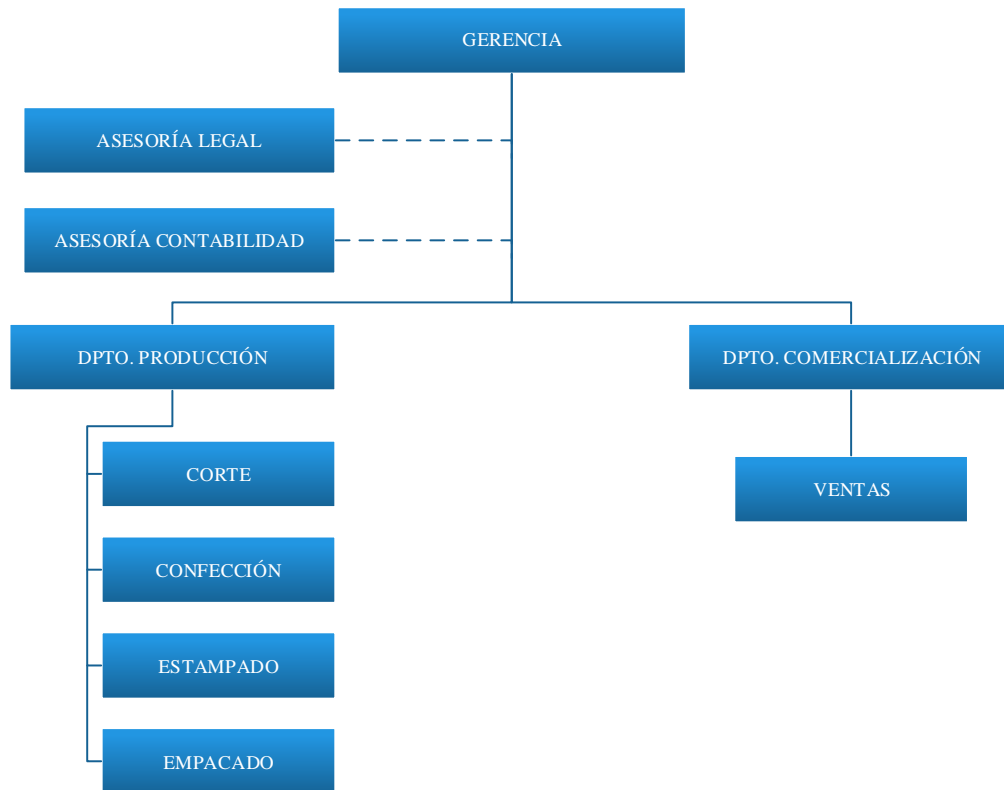 GERENCIA
ASESORÍA LEGAL
ASESORÍA CONTABILIDAD
DPTO. PRODUCCIÓN
DPTO. COMERCIALIZACIÓN
CORTE
VENTAS
CONFECCIÓN
ESTAMPADO
EMPACADO